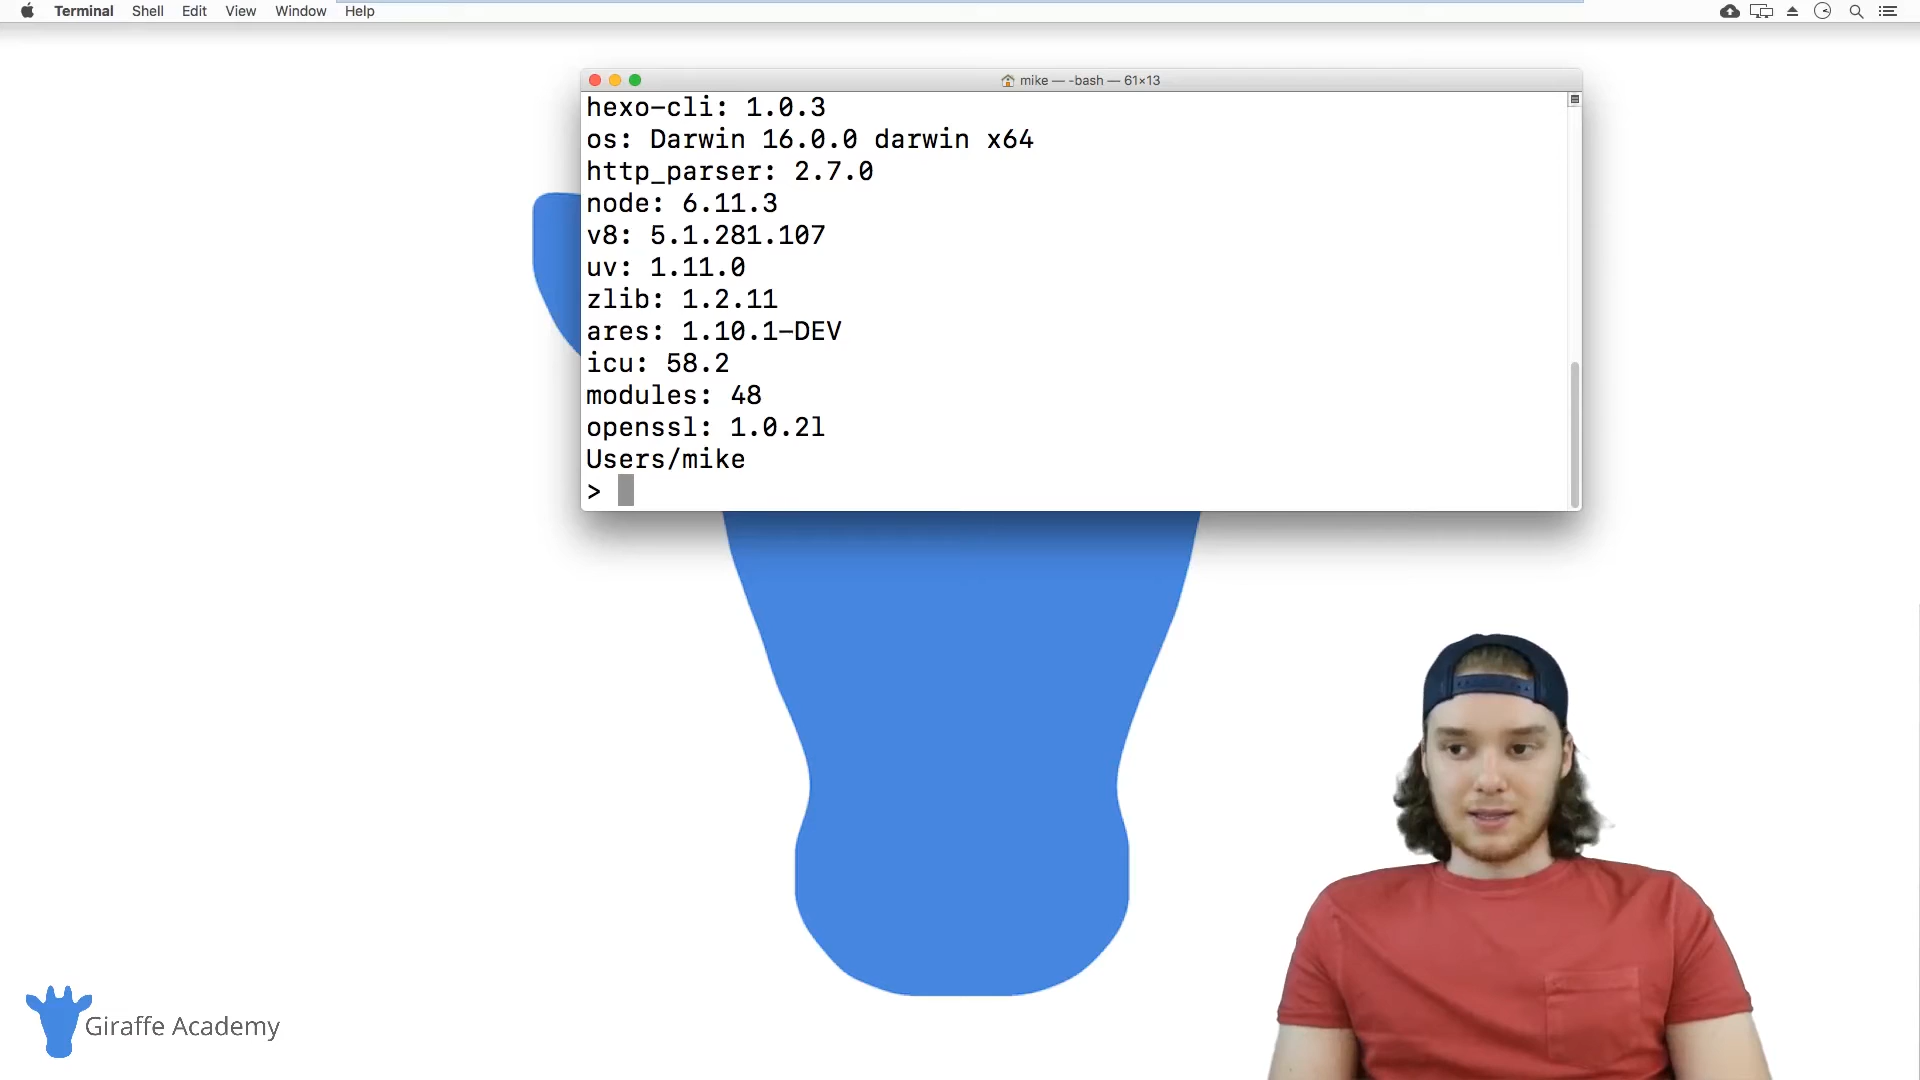 Terminal Shell Edit View Window Help
mike — -bash — 61×13
hexo-cli: 1.0.3
os: Darwin 16.0.0 darwin x64
http_parser: 2.7.0
node: 6.11.3
v8: 5.1.281.107
uv: 1.11.0
zlib: 1.2.11
ares: 1.10.1-DEV
icu: 58.2
modules: 48
openssl: 1.0.2l
Users/mike
>
Giraffe Academy